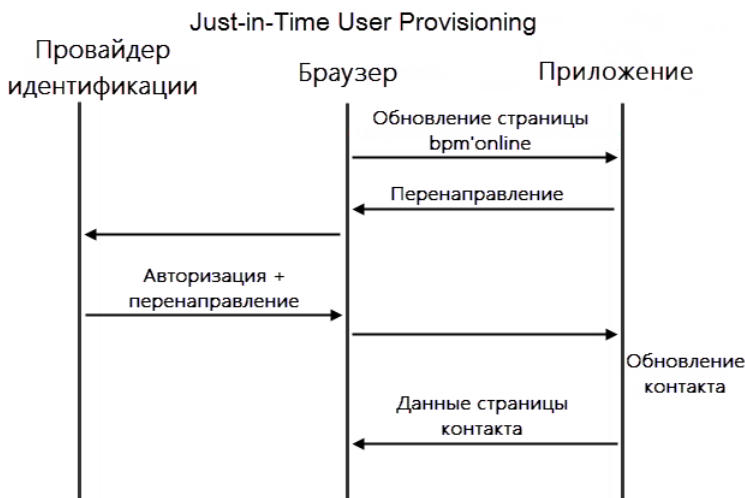 Just-in-Time User Provisioning
Провайдер
идентификации
Браузер
Приложение
Обновление страницы
bpm'online
Перенаправление
Авторизация +
перенаправление
Обновление
контакта
Данные страницы
контакта